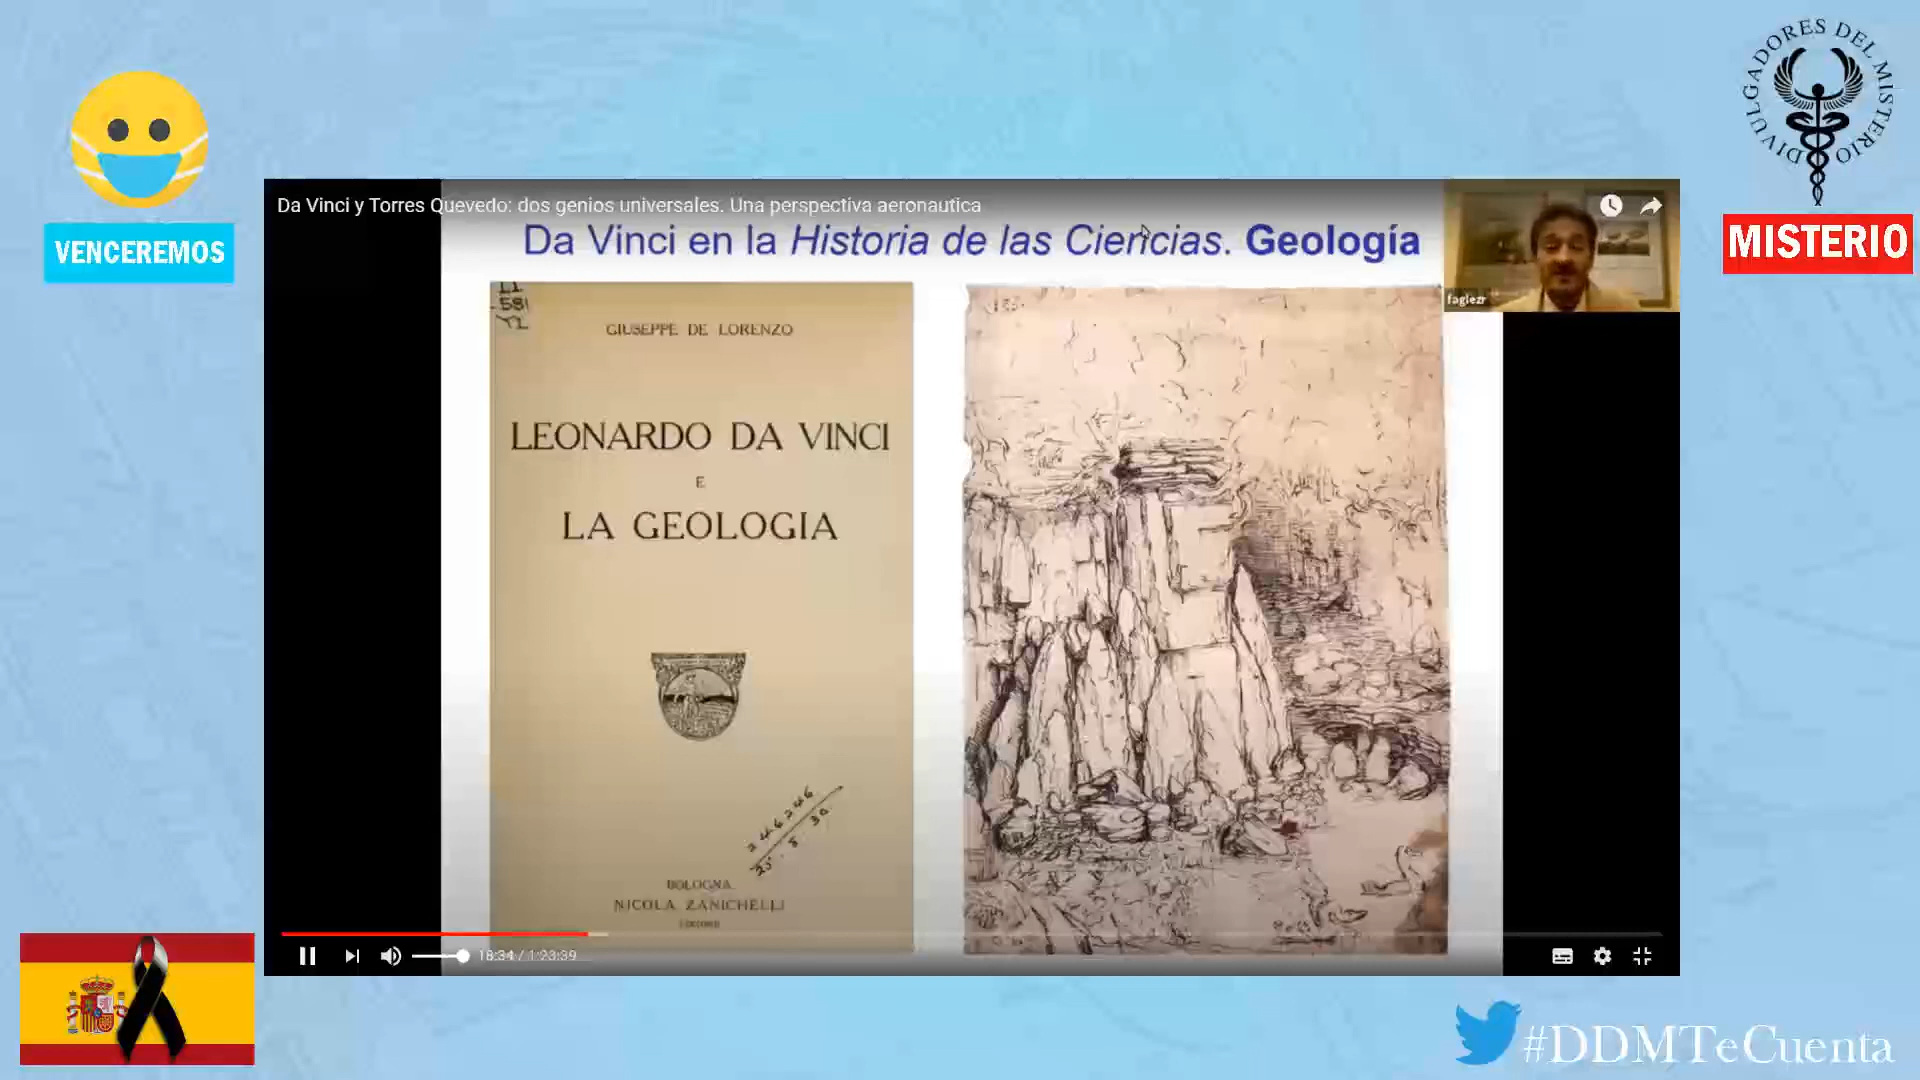 DIVULGADORES DEL MISTERIO
VENCEREMOS
MISTERIO
Da Vinci y Torres Quevedo: dos genios universales. Una perspectiva aeronautica
Da Vinci en la Historia de las Ciencias. Geología
faglezr
GIUSEPPE DE LORENZO
LEONARDO DA VINCI
E
LA GEOLOGIA
BOLOGNA
NICOLA ZANICHELLI
EDITORE
18:34 / 1:23:39
#DDMTeCuenta